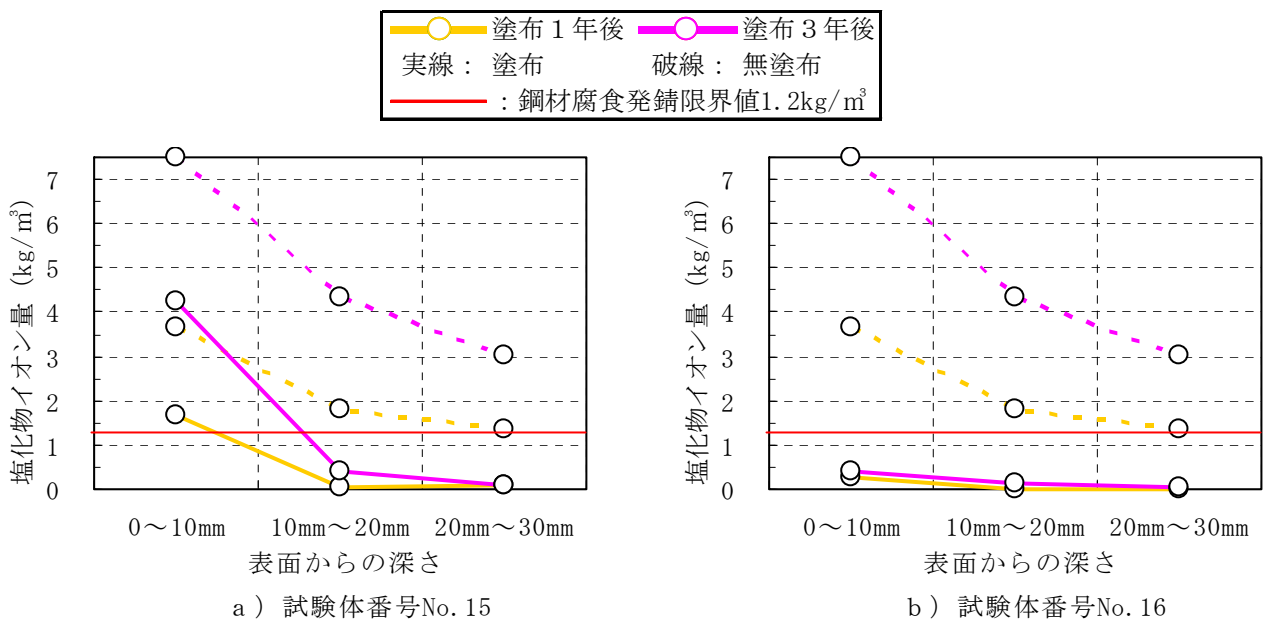 塗布１年後 塗布３年後
実線： 塗布 破線： 無塗布
：鋼材腐食発錆限界値1.2kg/㎥
塩化物イオン量 (kg/㎥)
7
6
5
4
3
2
1
0
0～10mm 10mm～20mm 20mm～30mm
表面からの深さ
ａ）試験体番号No.15
塩化物イオン量 (kg/㎥)
7
6
5
4
3
2
1
0
0～10mm 10mm～20mm 20mm～30mm
表面からの深さ
ｂ）試験体番号No.16